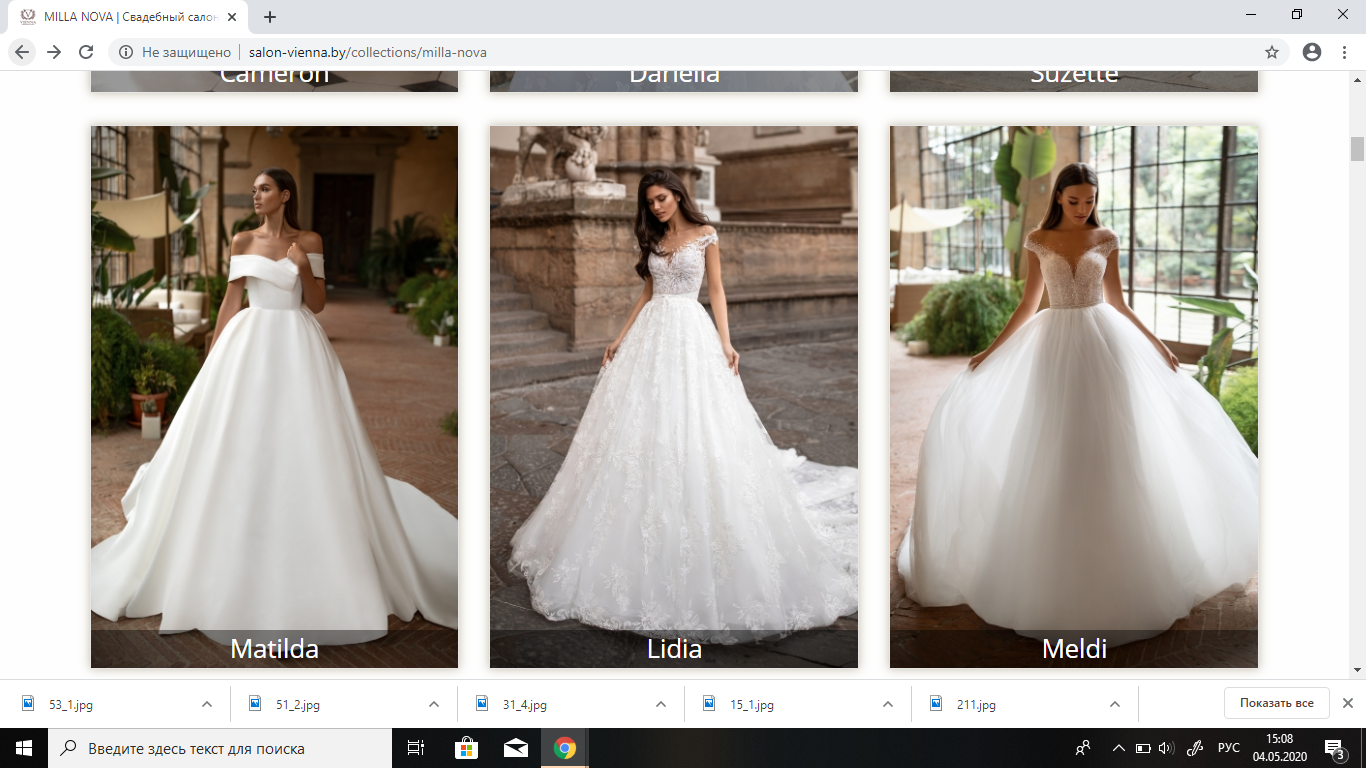 MILLA NOVA | Свадебный салон
Не защищено
salon-vienna.by/collections/milla-nova
Cameron
Dariella
Suzette
Matilda
Lidia
Meldi
53_1.jpg
51_2.jpg
31_4.jpg
15_1.jpg
211.jpg
Показать все
Введите здесь текст для поиска
РУС
15:08
04.05.2020
3